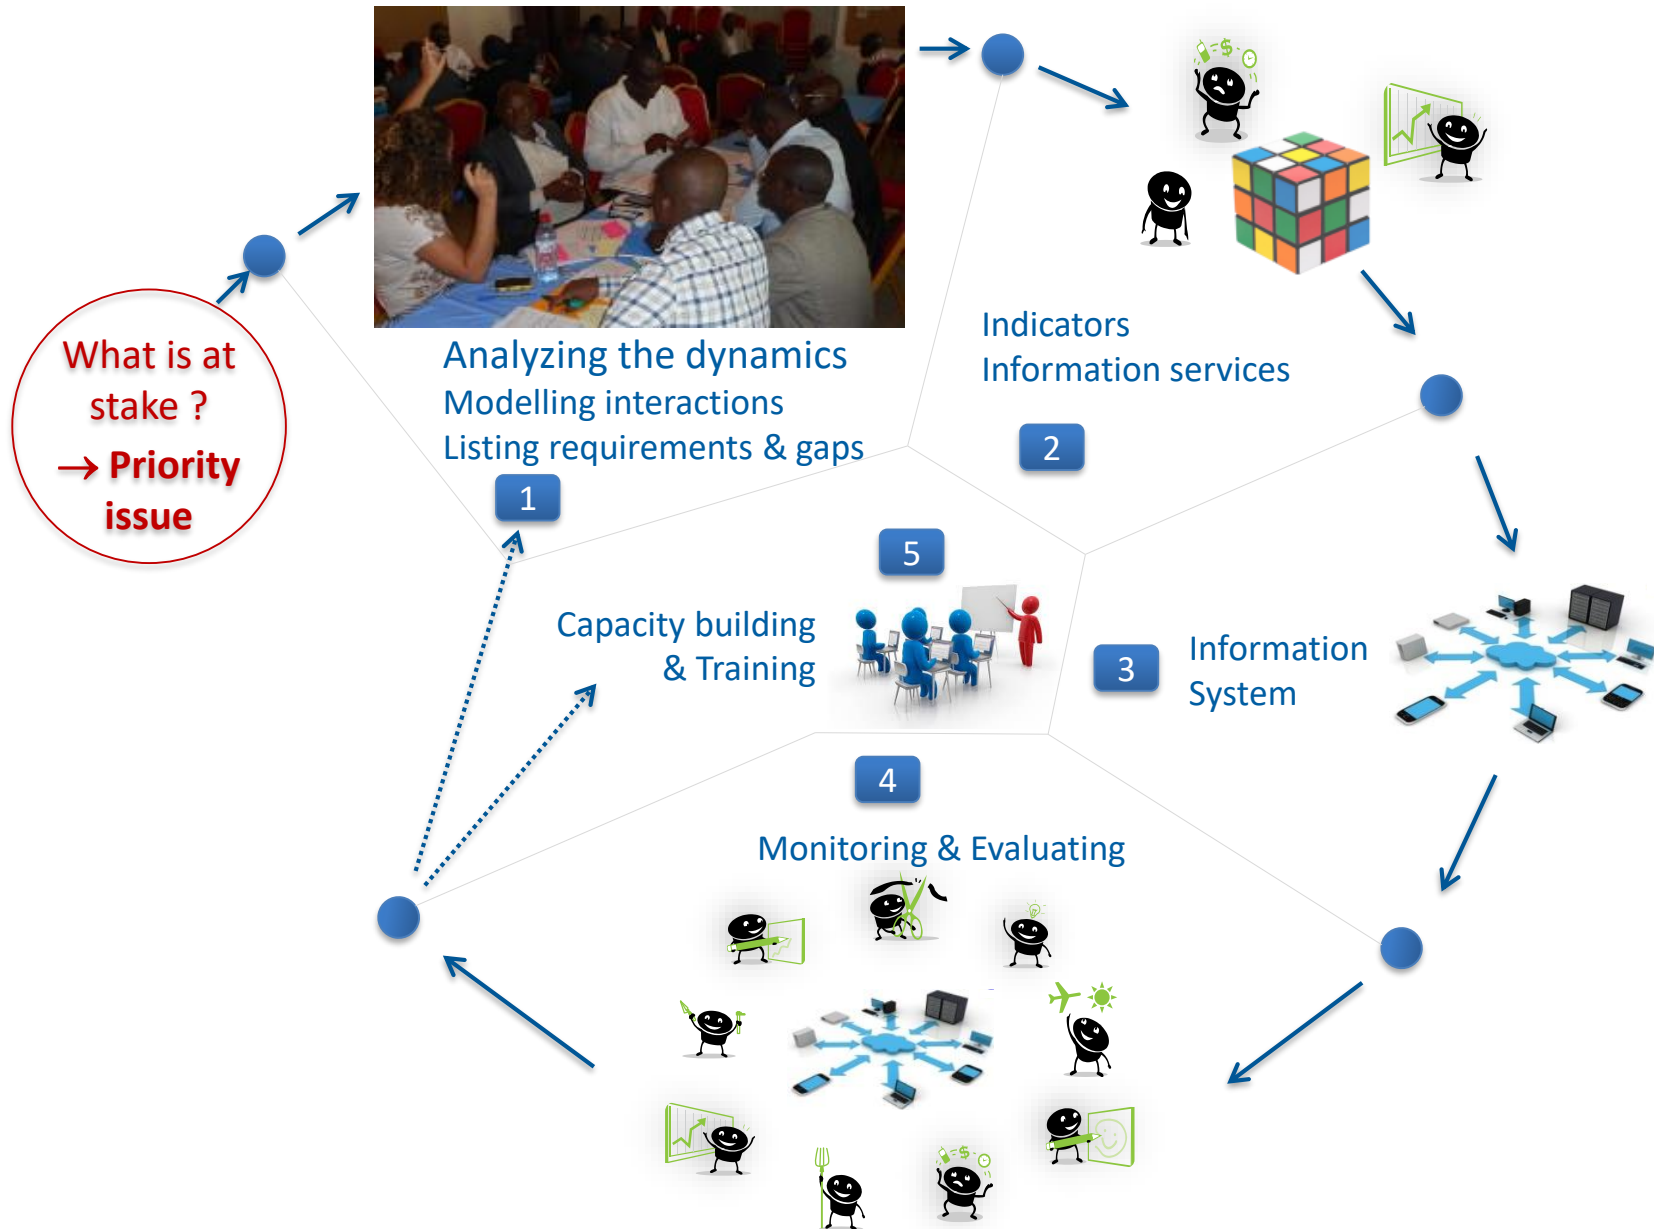 What is at
stake ?
→ Priority
issue
Analyzing the dynamics
Modelling interactions
Listing requirements & gaps
1
Indicators
Information services
2
5
Capacity building
& Training
3
Information
System
4
Monitoring & Evaluating